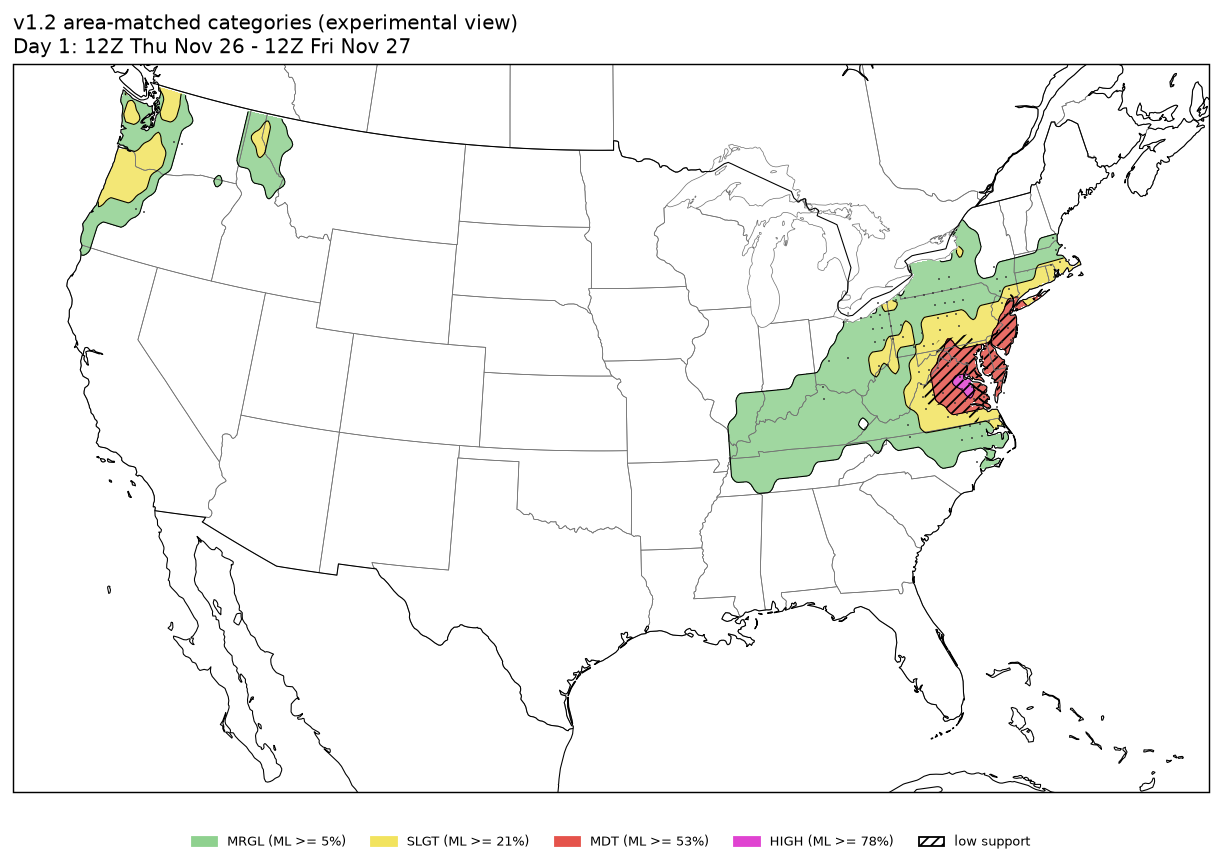 v1.2 area-matched categories (experimental view)
Day 1: 12Z Thu Nov 26 - 12Z Fri Nov 27
MRGL (ML >= 5%)
SLGT (ML >= 21%)
MDT (ML >= 53%)
HIGH (ML >= 78%)
low support